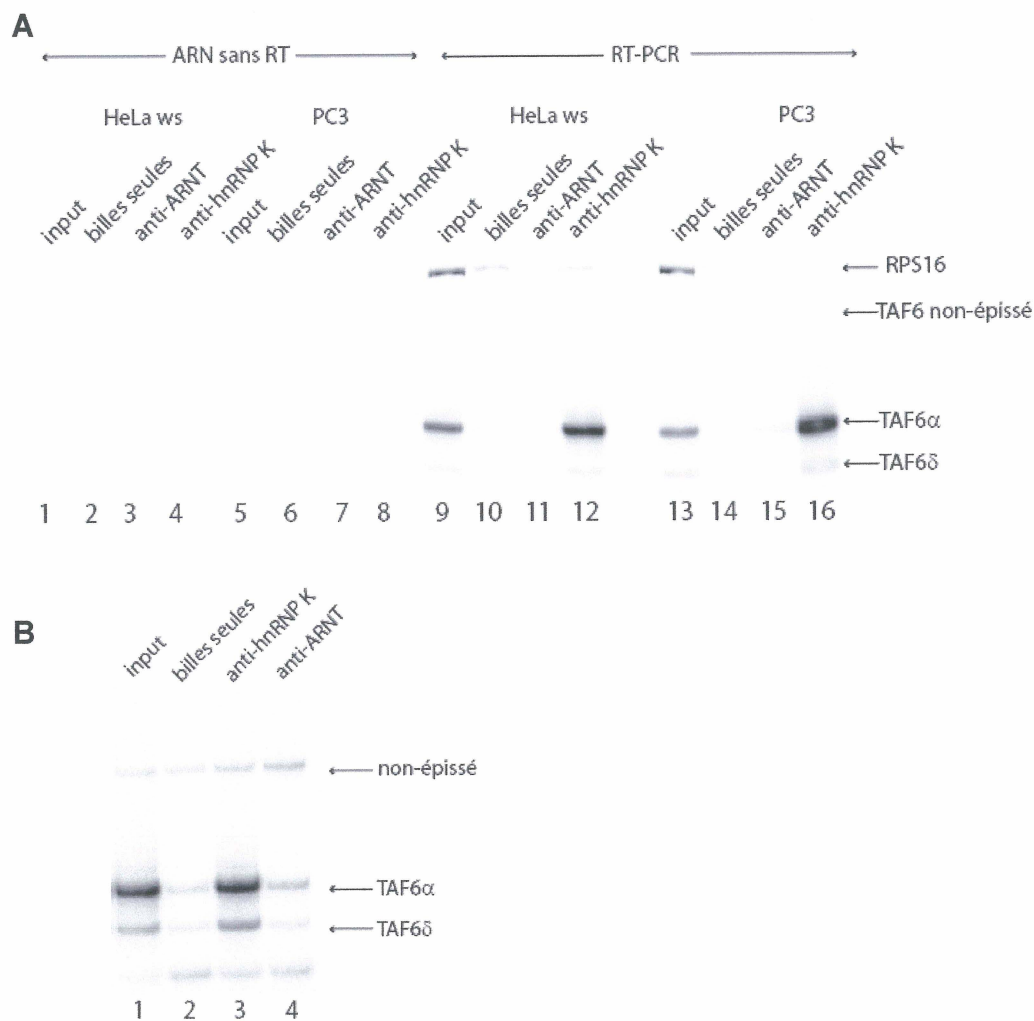 A
ARN sans RT
RT-PCR
HeLa ws
PC3
HeLa ws
PC3
input
billes seules
anti-ARNT
anti-hnRNP K
input
billes seules
anti-ARNT
anti-hnRNP K
input
billes seules
anti-ARNT
anti-hnRNP K
input
billes seules
anti-ARNT
anti-hnRNP K
RPS16
TAF6 non-épissé
TAF6α
TAF6δ
1 2 3 4 5 6 7 8 9 10 11 12 13 14 15 16
B
input
billes seules
anti-hnRNP K
anti-ARNT
non-épissé
TAF6α
TAF6δ
1 2 3 4